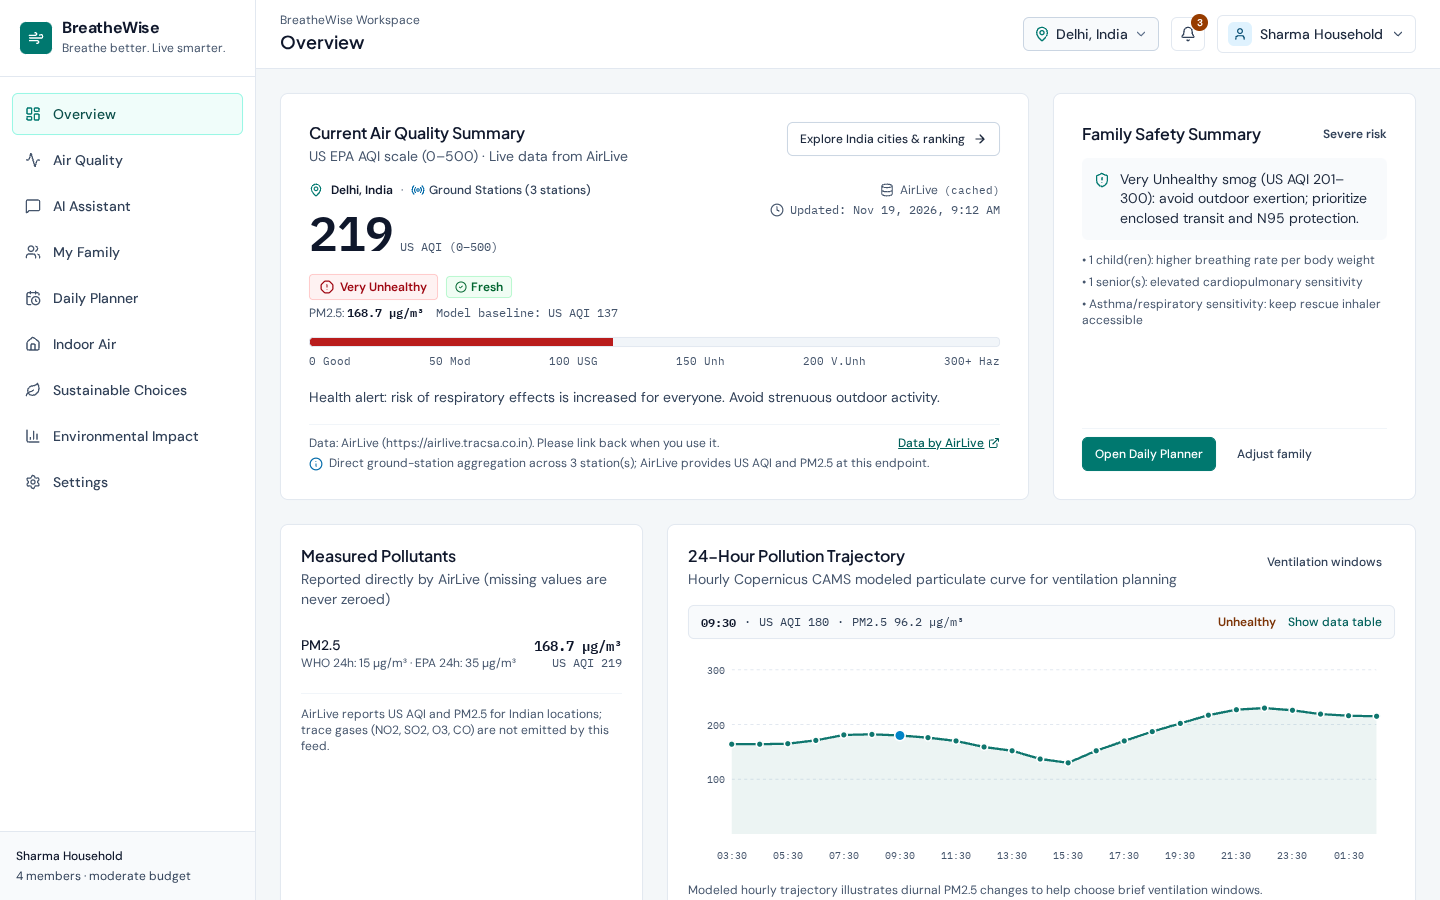 BreatheWise
Breathe better. Live smarter.
Overview
Air Quality
AI Assistant
My Family
Daily Planner
Indoor Air
Sustainable Choices
Environmental Impact
Settings
Sharma Household
4 members · moderate budget
BreatheWise Workspace
Overview
Delhi, India
3
Sharma Household
Current Air Quality Summary
US EPA AQI scale (0–500) · Live data from AirLive
Explore India cities & ranking
Delhi, India · Ground Stations (3 stations)
AirLive (cached)
Updated: Nov 19, 2026, 9:12 AM
219 US AQI (0–500)
Very Unhealthy
Fresh
PM2.5: 168.7 µg/m³ Model baseline: US AQI 137
0 Good 50 Mod 100 USG 150 Unh 200 V.Unh 300+ Haz
Health alert: risk of respiratory effects is increased for everyone. Avoid strenuous outdoor activity.
Data: AirLive (https://airlive.tracsa.co.in). Please link back when you use it.
Data by AirLive
Direct ground-station aggregation across 3 station(s); AirLive provides US AQI and PM2.5 at this endpoint.
Family Safety Summary
Severe risk
Very Unhealthy smog (US AQI 201–
300): avoid outdoor exertion; prioritize
enclosed transit and N95 protection.
• 1 child(ren): higher breathing rate per body weight
• 1 senior(s): elevated cardiopulmonary sensitivity
• Asthma/respiratory sensitivity: keep rescue inhaler
accessible
Open Daily Planner
Adjust family
Measured Pollutants
Reported directly by AirLive (missing values are
never zeroed)
PM2.5
168.7 µg/m³
WHO 24h: 15 µg/m³ · EPA 24h: 35 µg/m³
US AQI 219
AirLive reports US AQI and PM2.5 for Indian locations;
trace gases (NO2, SO2, O3, CO) are not emitted by this
feed.
24-Hour Pollution Trajectory
Hourly Copernicus CAMS modeled particulate curve for ventilation planning
Ventilation windows
09:30 · US AQI 180 · PM2.5 96.2 µg/m³
Unhealthy
Show data table
300
200
100
03:30 05:30 07:30 09:30 11:30 13:30 15:30 17:30 19:30 21:30 23:30 01:30
Modeled hourly trajectory illustrates diurnal PM2.5 changes to help choose brief ventilation windows.